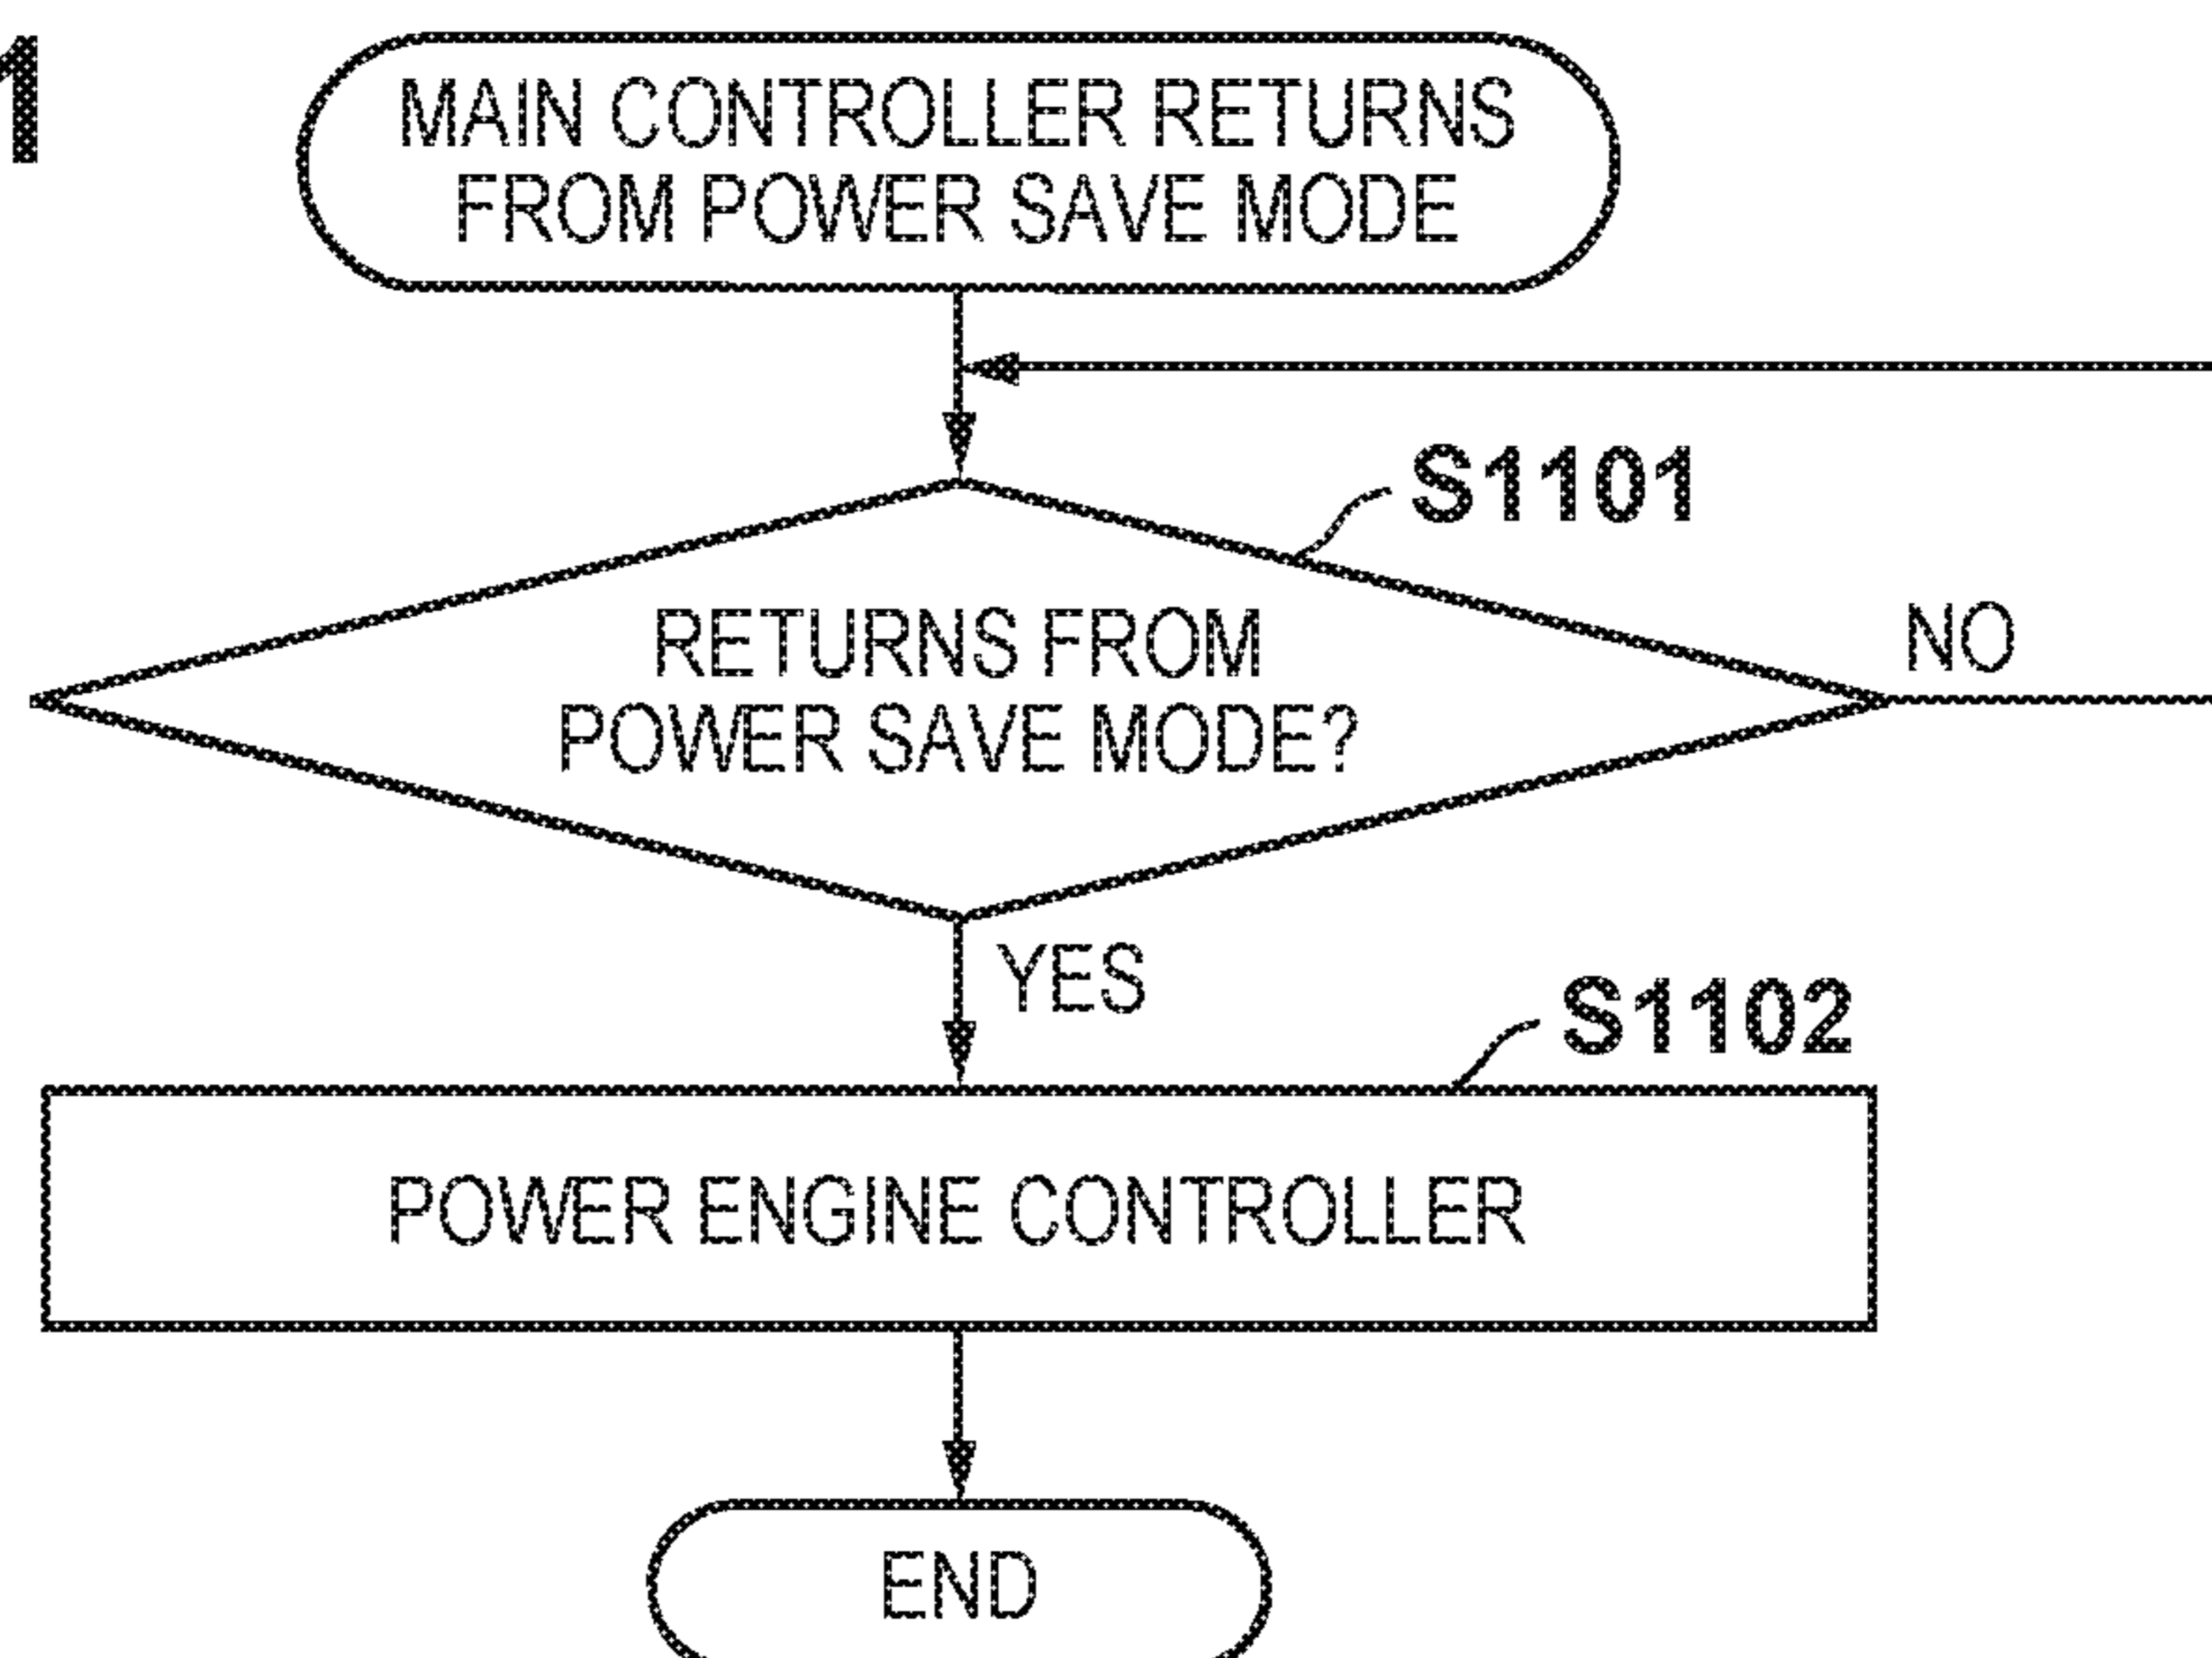 1
MAIN CONTROLLER RETURNS
FROM POWER SAVE MODE
S1101
RETURNS FROM
POWER SAVE MODE?
NO
YES
S1102
POWER ENGINE CONTROLLER
END